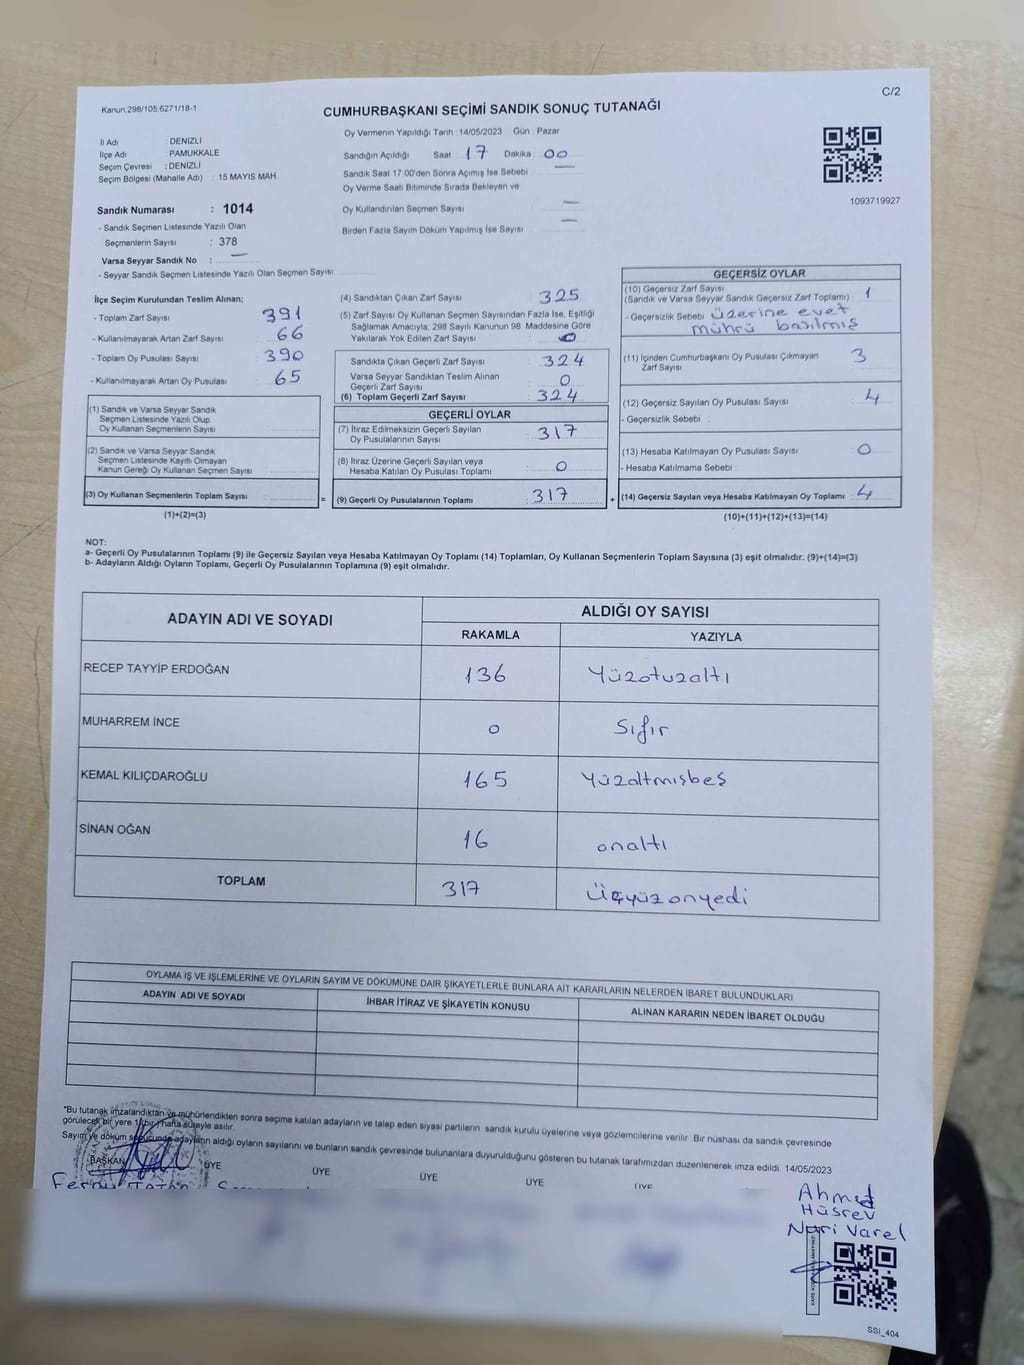 Kanun 298/105 6271/18-1
C/2
CUMHURBAŞKANI SEÇİMİ SANDIK SONUÇ TUTANAĞI
İl Adı : DENİZLİ
İlçe Adı : PAMUKKALE
Seçim Çevresi : DENİZLİ
Seçim Bölgesi (Mahalle Adı) : 15 MAYIS MAH.
Sandık Numarası : 1014
- Sandık Seçmen Listesinde Yazılı Olan
Seçmenlerin Sayısı : 378
Varsa Seyyar Sandık No : —
- Seyyar Sandık Seçmen Listesinde Yazılı Olan Seçmen Sayısı
Oy Vermenin Yapıldığı Tarih : 14/05/2023 Gün : Pazar
Sandığın Açıldığı Saat 17 Dakika 00
Sandık Saat 17:00'den Sonra Açımış İse Sebebi : —
Oy Verme Saati Bitiminde Sırada Bekleyen ve
Oy Kullandırılan Seçmen Sayısı : —
Birden Fazla Sayım Döküm Yapılmış İse Sayısı : —
1093719927
İlçe Seçim Kurulundan Teslim Alınan;
- Toplam Zarf Sayısı : 391
- Kullanılmayarak Artan Zarf Sayısı : 66
- Toplam Oy Pusulası Sayısı : 390
- Kullanılmayarak Artan Oy Pusulası : 65
(1) Sandık ve Varsa Seyyar Sandık
Seçmen Listesinde Yazılı Olup
Oy Kullanan Seçmenlerin Sayısı :
(2) Sandık ve Varsa Seyyar Sandık
Seçmen Listesinde Kayıtlı Olmayan
Kanun Gereği Oy Kullanan Seçmen Sayısı :
(3) Oy Kullanan Seçmenlerin Toplam Sayısı :
(1)+(2)=(3)
=
(4) Sandıktan Çıkan Zarf Sayısı : 325
(5) Zarf Sayısı Oy Kullanan Seçmen Sayısından Fazla İse, Eşitliği
Sağlamak Amacıyla; 298 Sayılı Kanunun 98. Maddesine Göre
Yakılarak Yok Edilen Zarf Sayısı : 0
Sandıkta Çıkan Geçerli Zarf Sayısı : 324
Varsa Seyyar Sandıktan Teslim Alınan
Geçerli Zarf Sayısı : 0
(6) Toplam Geçerli Zarf Sayısı : 324
GEÇERLİ OYLAR
(7) İtiraz Edilmeksizin Geçerli Sayılan
Oy Pusulalarının Sayısı : 317
(8) İtiraz Üzerine Geçerli Sayılan veya
Hesaba Katılan Oy Pusulası Toplamı : 0
(9) Geçerli Oy Pusulalarının Toplamı : 317
+
GEÇERSİZ OYLAR
(10) Geçersiz Zarf Sayısı
(Sandık ve Varsa Seyyar Sandık Geçersiz Zarf Toplamı) : 1
- Geçersizlik Sebebi : üzerine evet
mührü basılmış
(11) İçinden Cumhurbaşkanı Oy Pusulası Çıkmayan
Zarf Sayısı : 3
(12) Geçersiz Sayılan Oy Pusulası Sayısı : 4
- Geçersizlik Sebebi :
(13) Hesaba Katılmayan Oy Pusulası Sayısı : 0
- Hesaba Katılmama Sebebi :
(14) Geçersiz Sayılan veya Hesaba Katılmayan Oy Toplamı : 4
(10)+(11)+(12)+(13)=(14)
NOT:
a- Geçerli Oy Pusulalarının Toplamı (9) ile Geçersiz Sayılan veya Hesaba Katılmayan Oy Toplamı (14) Toplamları, Oy Kullanan Seçmenlerin Toplam Sayısına (3) eşit olmalıdır. (9)+(14)=(3)
b- Adayların Aldığı Oyların Toplamı, Geçerli Oy Pusulalarının Toplamına (9) eşit olmalıdır.
ADAYIN ADI VE SOYADI
ALDIĞI OY SAYISI
RAKAMLA YAZIYLA
RECEP TAYYİP ERDOĞAN 136 Yüzotuzaltı
MUHARREM İNCE 0 Sıfır
KEMAL KILIÇDAROĞLU 165 Yüzaltmışbeş
SİNAN OĞAN 16 onaltı
TOPLAM 317 Üçyüzonyedi
OYLAMA İŞ VE İŞLEMLERİNE VE OYLARIN SAYIM VE DÖKÜMÜNE DAİR ŞİKAYETLERLE BUNLARA AİT KARARLARIN NELERDEN İBARET BULUNDUKLARI
ADAYIN ADI VE SOYADI İHBAR İTİRAZ VE ŞİKAYETİN KONUSU ALINAN KARARIN NEDEN İBARET OLDUĞU
"Bu tutanak imzalandıktan ve mühürlendikten sonra seçime katılan adayların ve talep eden siyasi partilerin sandık kurulu üyelerine veya gözlemcilerine verilir. Bir nüshası da sandık çevresinde
görülecek bir yere 1(bir) hafta süreyle asılır.
Sayım ve döküm sonucunda adayların aldığı oyların sayılarını ve bunların sandık çevresinde bulunanlara duyurulduğunu gösteren bu tutanak tarafımızdan düzenlenerek imza edildi. 14/05/2023
BAŞKAN ÜYE ÜYE ÜYE ÜYE ÜYE
Ahmed
Hüsrev
Nuri Varel
SSI_404